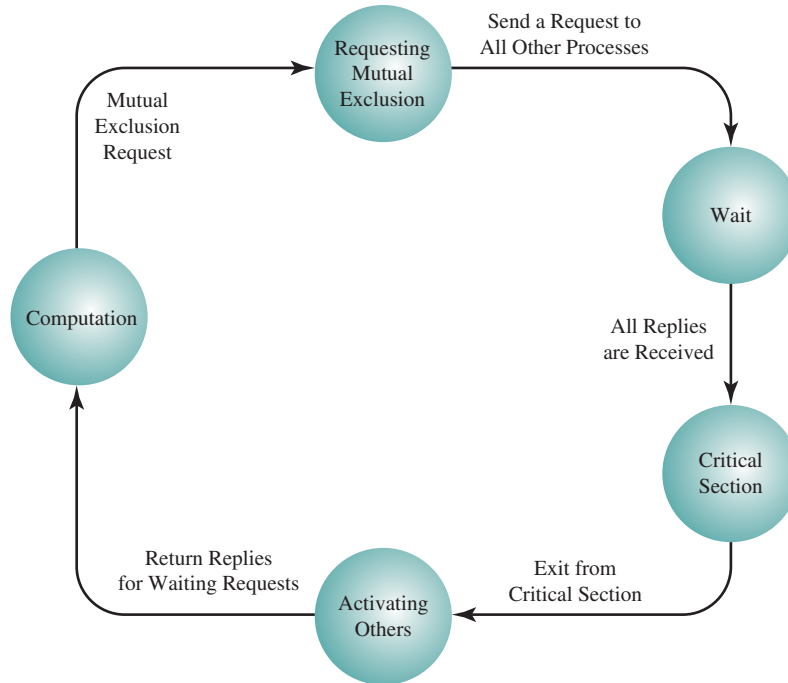 Send a Request to
All Other Processes
Requesting
Mutual
Exclusion
Mutual
Exclusion
Request
Wait
Computation
All Replies
are Received
Critical
Section
Return Replies
for Waiting Requests
Exit from
Critical Section
Activating
Others